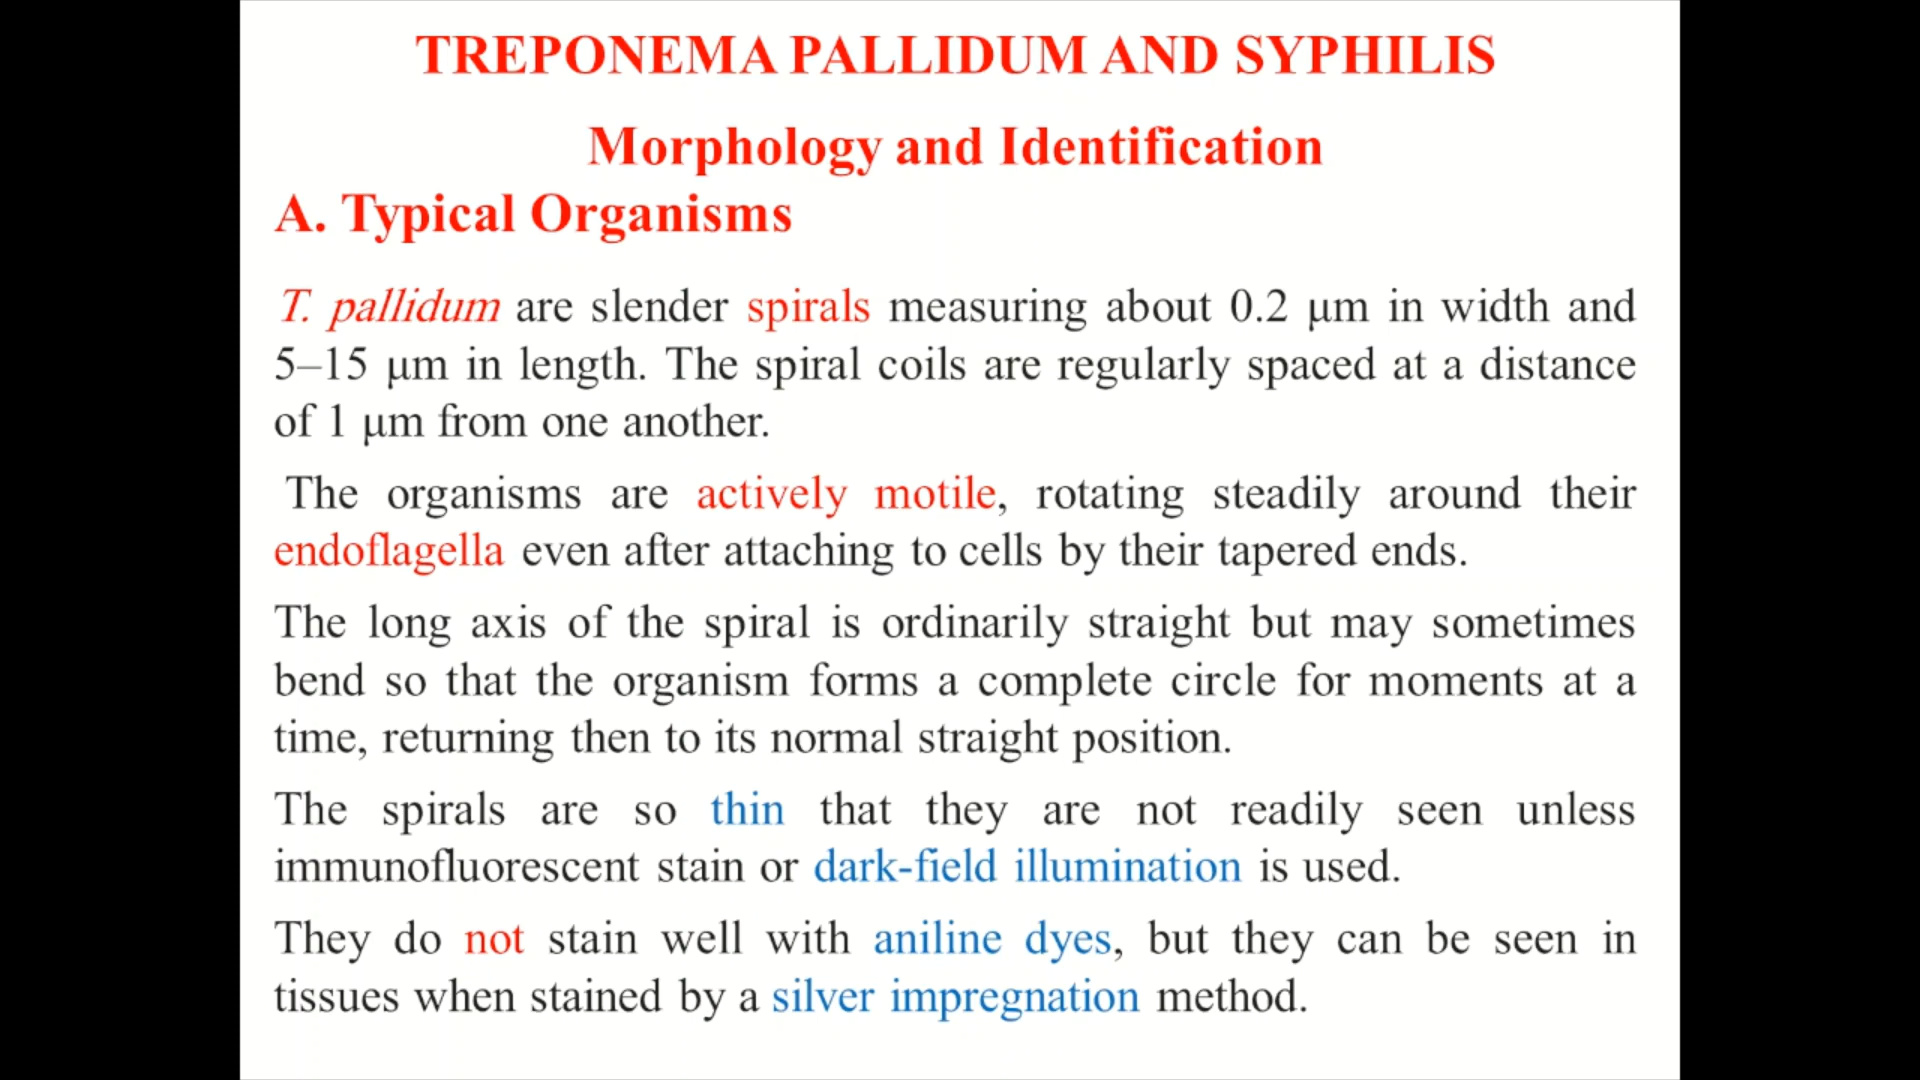 TREPONEMA PALLIDUM AND SYPHILIS
Morphology and Identification
A. Typical Organisms
T. pallidum are slender spirals measuring about 0.2 μm in width and
5–15 μm in length. The spiral coils are regularly spaced at a distance
of 1 μm from one another.
The organisms are actively motile, rotating steadily around their
endoflagella even after attaching to cells by their tapered ends.
The long axis of the spiral is ordinarily straight but may sometimes
bend so that the organism forms a complete circle for moments at a
time, returning then to its normal straight position.
The spirals are so thin that they are not readily seen unless
immunofluorescent stain or dark-field illumination is used.
They do not stain well with aniline dyes, but they can be seen in
tissues when stained by a silver impregnation method.